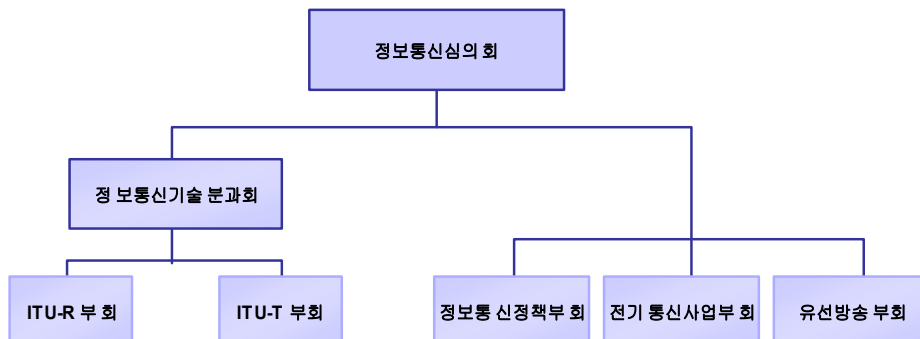 정보통신심의 회
정 보통신기술 분과회
ITU-R 부 회
ITU-T 부회
정보통 신정책부 회
전기 통신사업부 회
유선방송 부회